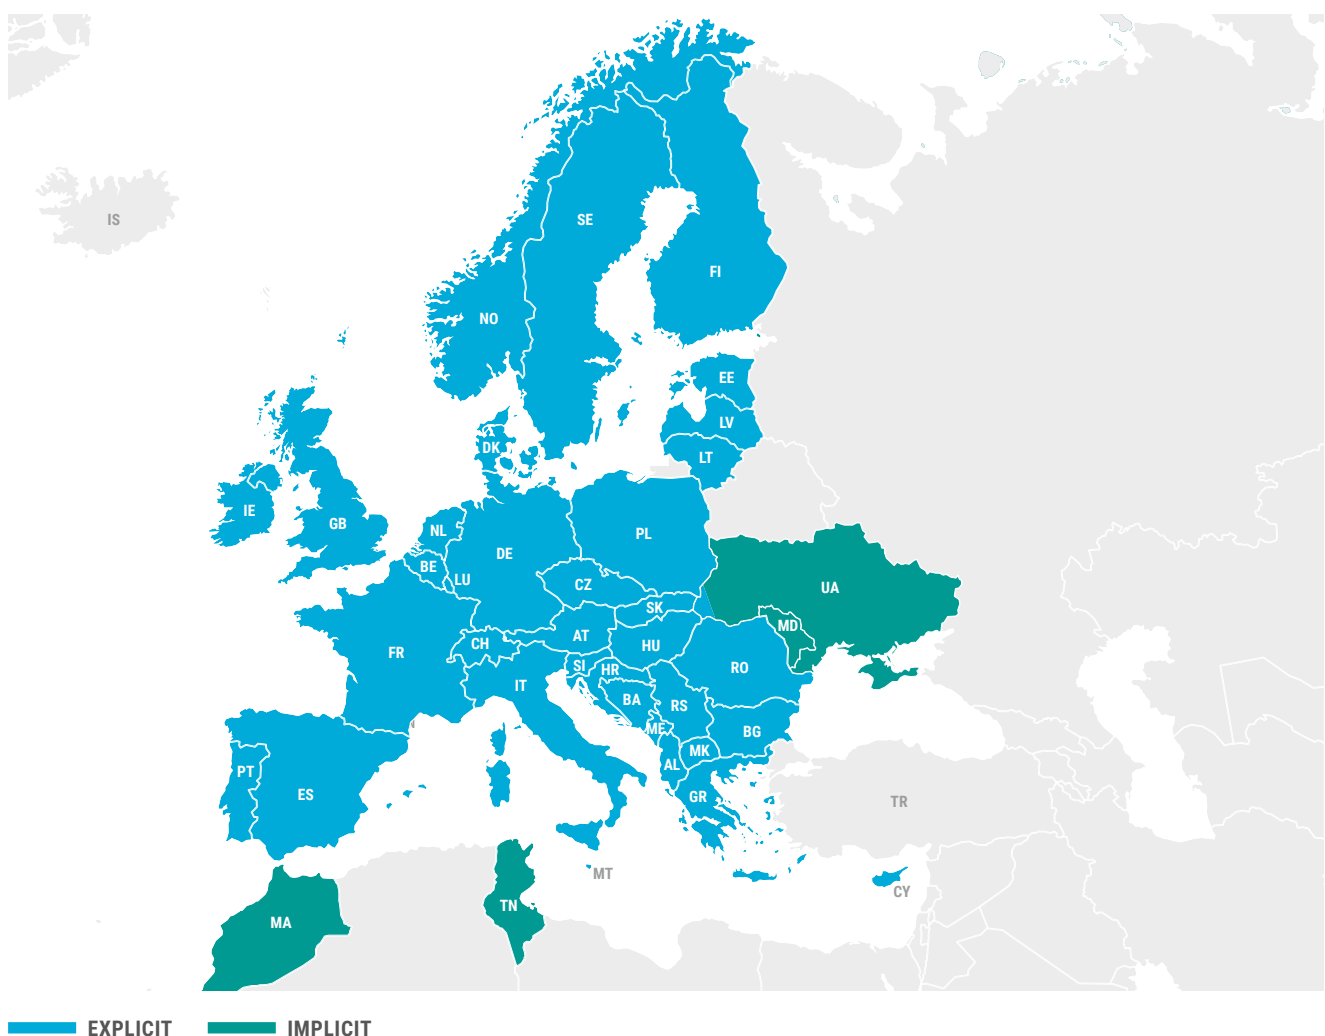 IS
SE
FI
NO
EE
LV
DK
LT
IE
GB
NL
PL
DE
BE
LU
CZ
UA
SK
MD
AT
CH
HU
FR
SI
HR
RO
IT
BA
RS
ME
BG
MK
PT
AL
ES
GR
TR
MT
CY
TN
MA
EXPLICIT IMPLICIT